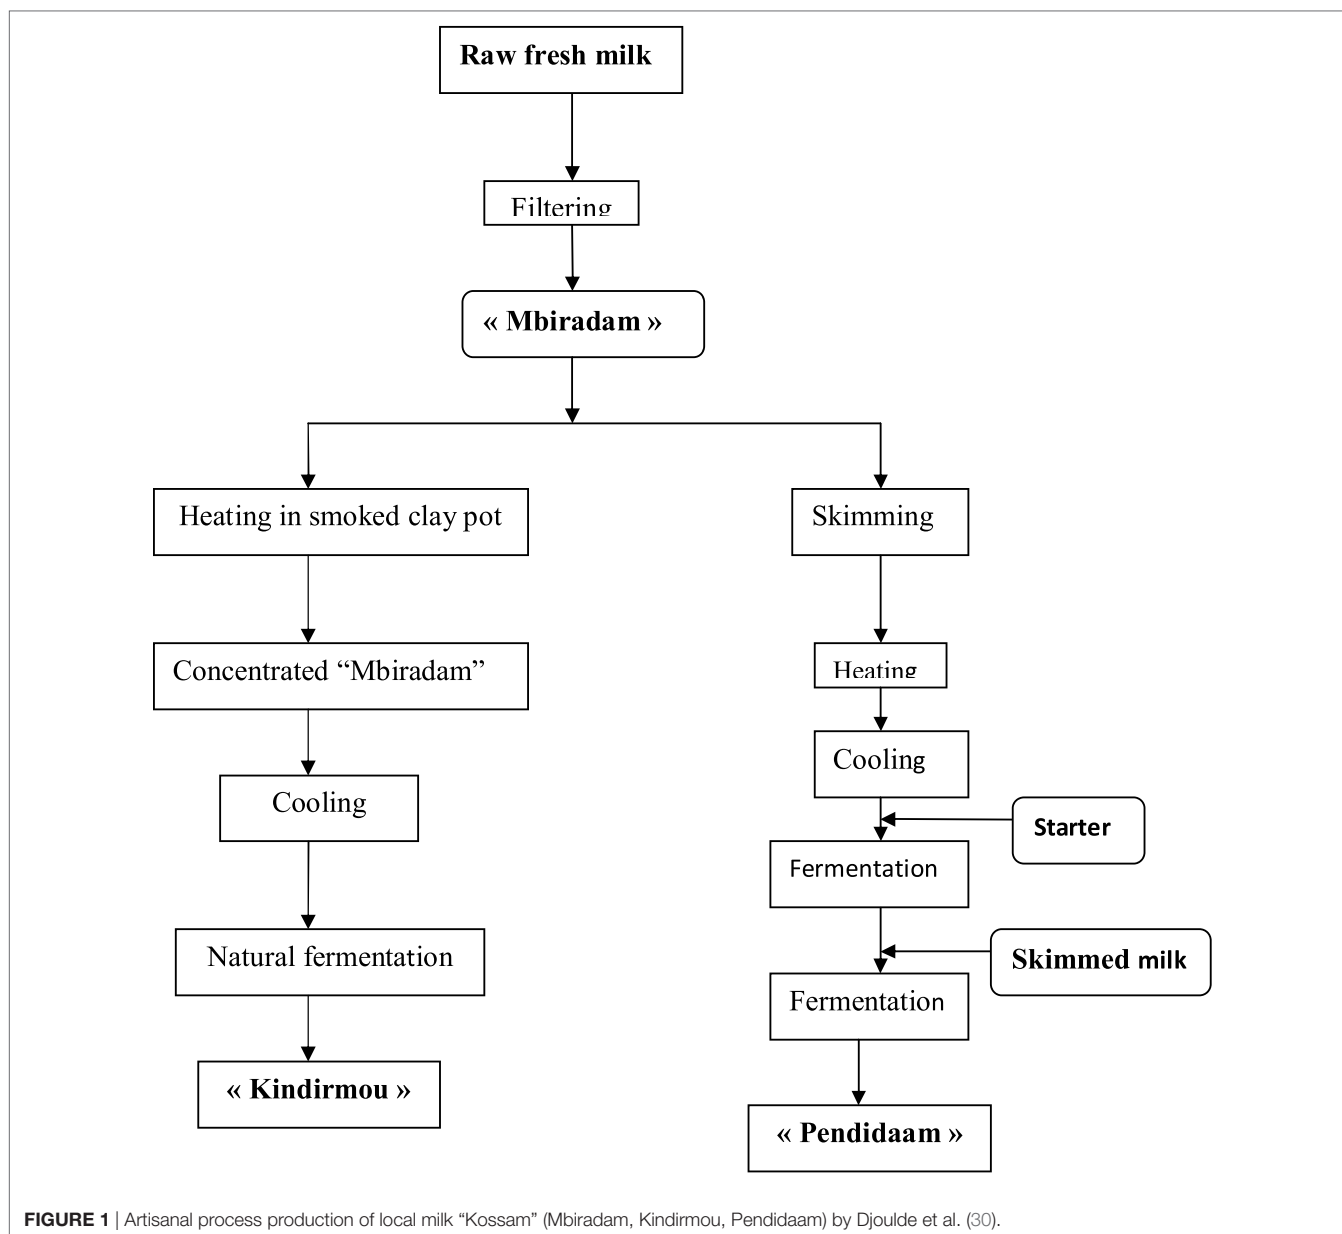 Raw fresh milk
Filtering
« Mbiradam »
Heating in smoked clay pot
Skimming
Concentrated “Mbiradam”
Heating
Cooling
Cooling
Starter
Fermentation
Natural fermentation
Skimmed milk
Fermentation
« Kindirmou »
« Pendidaam »
FIGURE 1 | Artisanal process production of local milk “Kossam” (Mbiradam, Kindirmou, Pendidaam) by Djoulde et al. (30).